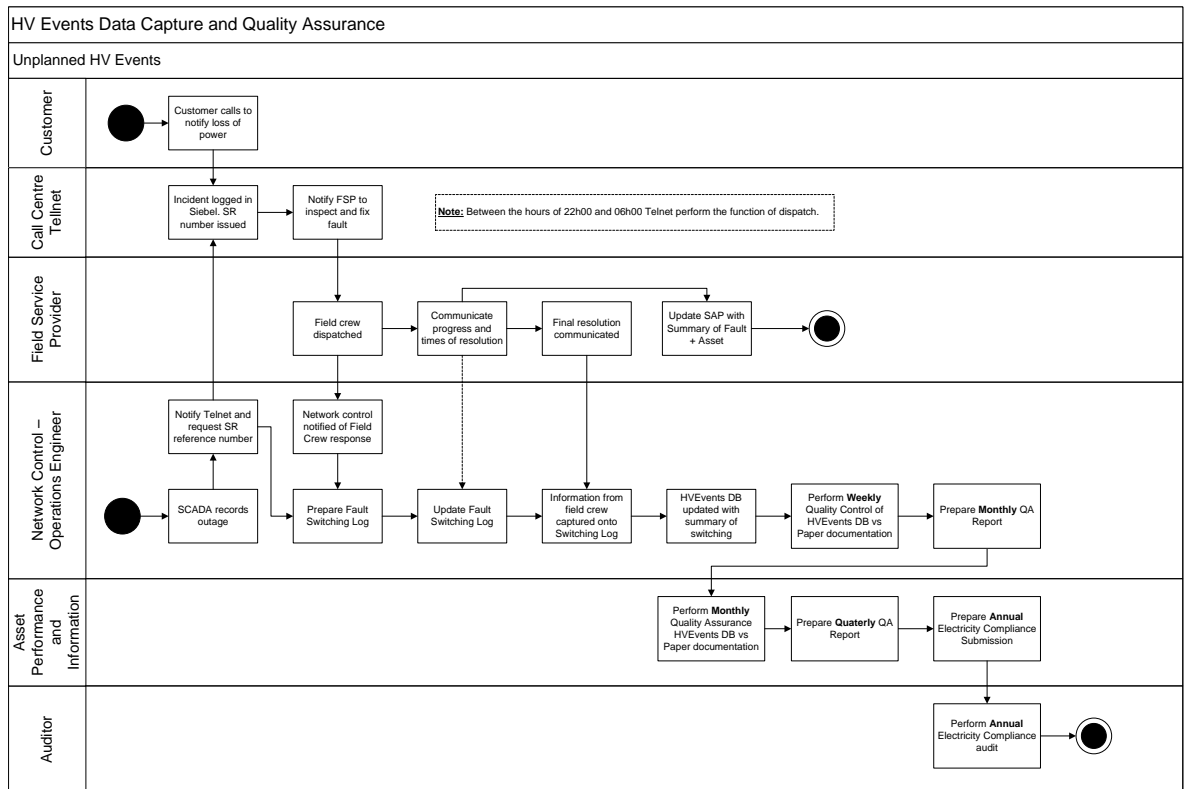 HV Events Data Capture and Quality Assurance
Unplanned HV Events
Customer
Customer calls to
notify loss of
power
Call Centre
Tellnet
Incident logged in
Siebel. SR
number issued
Notify FSP to
inspect and fix
fault
Note: Between the hours of 22h00 and 06h00 Telnet perform the function of dispatch.
Field Service
Provider
Field crew
dispatched
Communicate
progress and
times of resolution
Final resolution
communicated
Update SAP with
Summary of Fault
+ Asset
Network Control –
Operations Engineer
Notify Telnet and
request SR
reference number
Network control
notified of Field
Crew response
SCADA records
outage
Prepare Fault
Switching Log
Update Fault
Switching Log
Information from
field crew
captured onto
Switching Log
HVEvents DB
updated with
summary of
switching
Perform Weekly
Quality Control of
HVEvents DB vs
Paper documentation
Prepare Monthly QA
Report
Asset
Performance
and
Information
Perform Monthly
Quality Assurance
HVEvents DB vs
Paper documentation
Prepare Quaterly QA
Report
Prepare Annual
Electricity Compliance
Submission
Auditor
Perform Annual
Electricity Compliance
audit